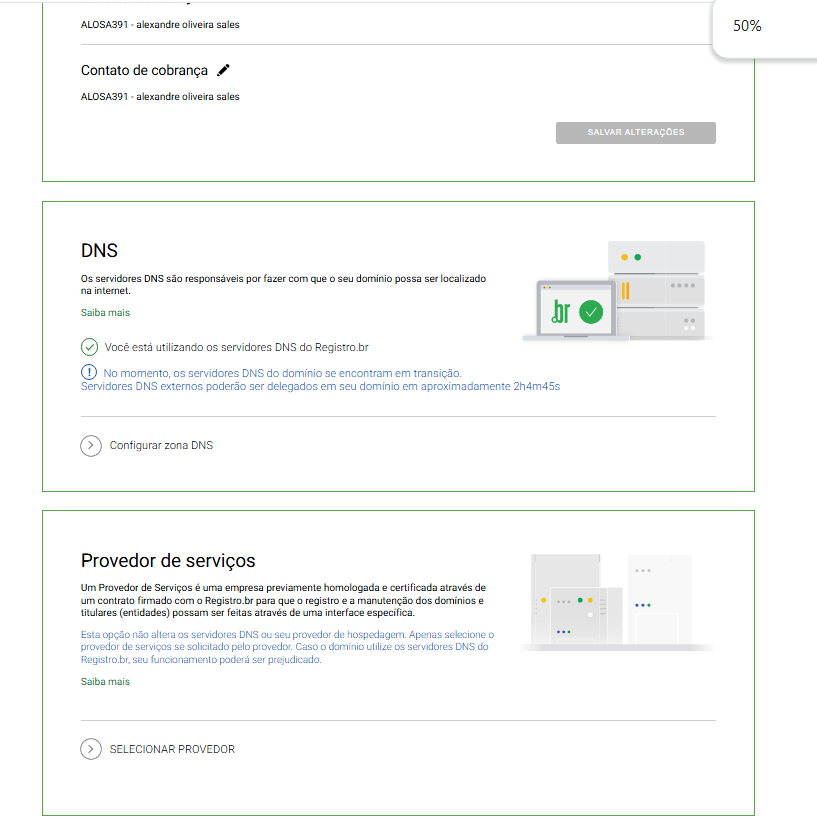 ALOSA391 - alexandre oliveira sales
50%
Contato de cobrança
ALOSA391 - alexandre oliveira sales
SALVAR ALTERAÇÕES
DNS
Os servidores DNS são responsáveis por fazer com que o seu domínio possa ser localizado
na internet.
Saiba mais
.br
Você está utilizando os servidores DNS do Registro.br
No momento, os servidores DNS do domínio se encontram em transição.
Servidores DNS externos poderão ser delegados em seu domínio em aproximadamente 2h4m45s
Configurar zona DNS
Provedor de serviços
Um Provedor de Serviços é uma empresa previamente homologada e certificada através de
um contrato firmado com o Registro.br para que o registro e a manutenção dos domínios e
titulares (entidades) possam ser feitas através de uma interface específica.
Esta opção não altera os servidores DNS ou seu provedor de hospedagem. Apenas selecione o
provedor de serviços se solicitado pelo provedor. Caso o domínio utilize os servidores DNS do
Registro.br, seu funcionamento poderá ser prejudicado.
Saiba mais
SELECIONAR PROVEDOR